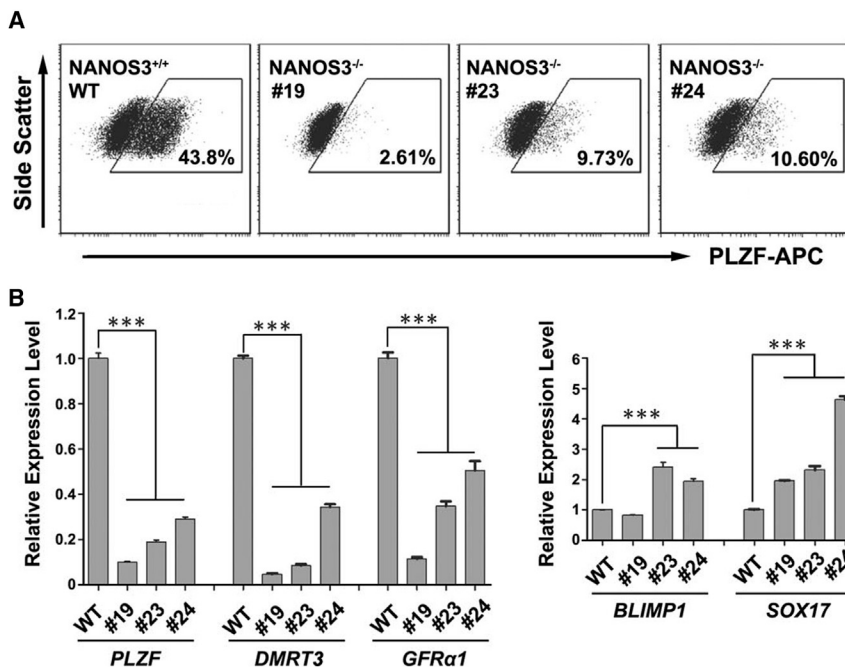 A
Side Scatter
NANOS3+/+
WT
43.8%
NANOS3-/-
#19
2.61%
NANOS3-/-
#23
9.73%
NANOS3-/-
#24
10.60%
PLZF-APC
B
Relative Expression Level
1.2
1.0
0.8
0.6
0.4
0.2
0
***
***
***
WT
#19
#23
#24
WT
#19
#23
#24
WT
#19
#23
#24
PLZF
DMRT3
GFRα1
Relative Expression Level
6
5
4
3
2
1
0
***
***
WT
#19
#23
#24
WT
#19
#23
#24
BLIMP1
SOX17